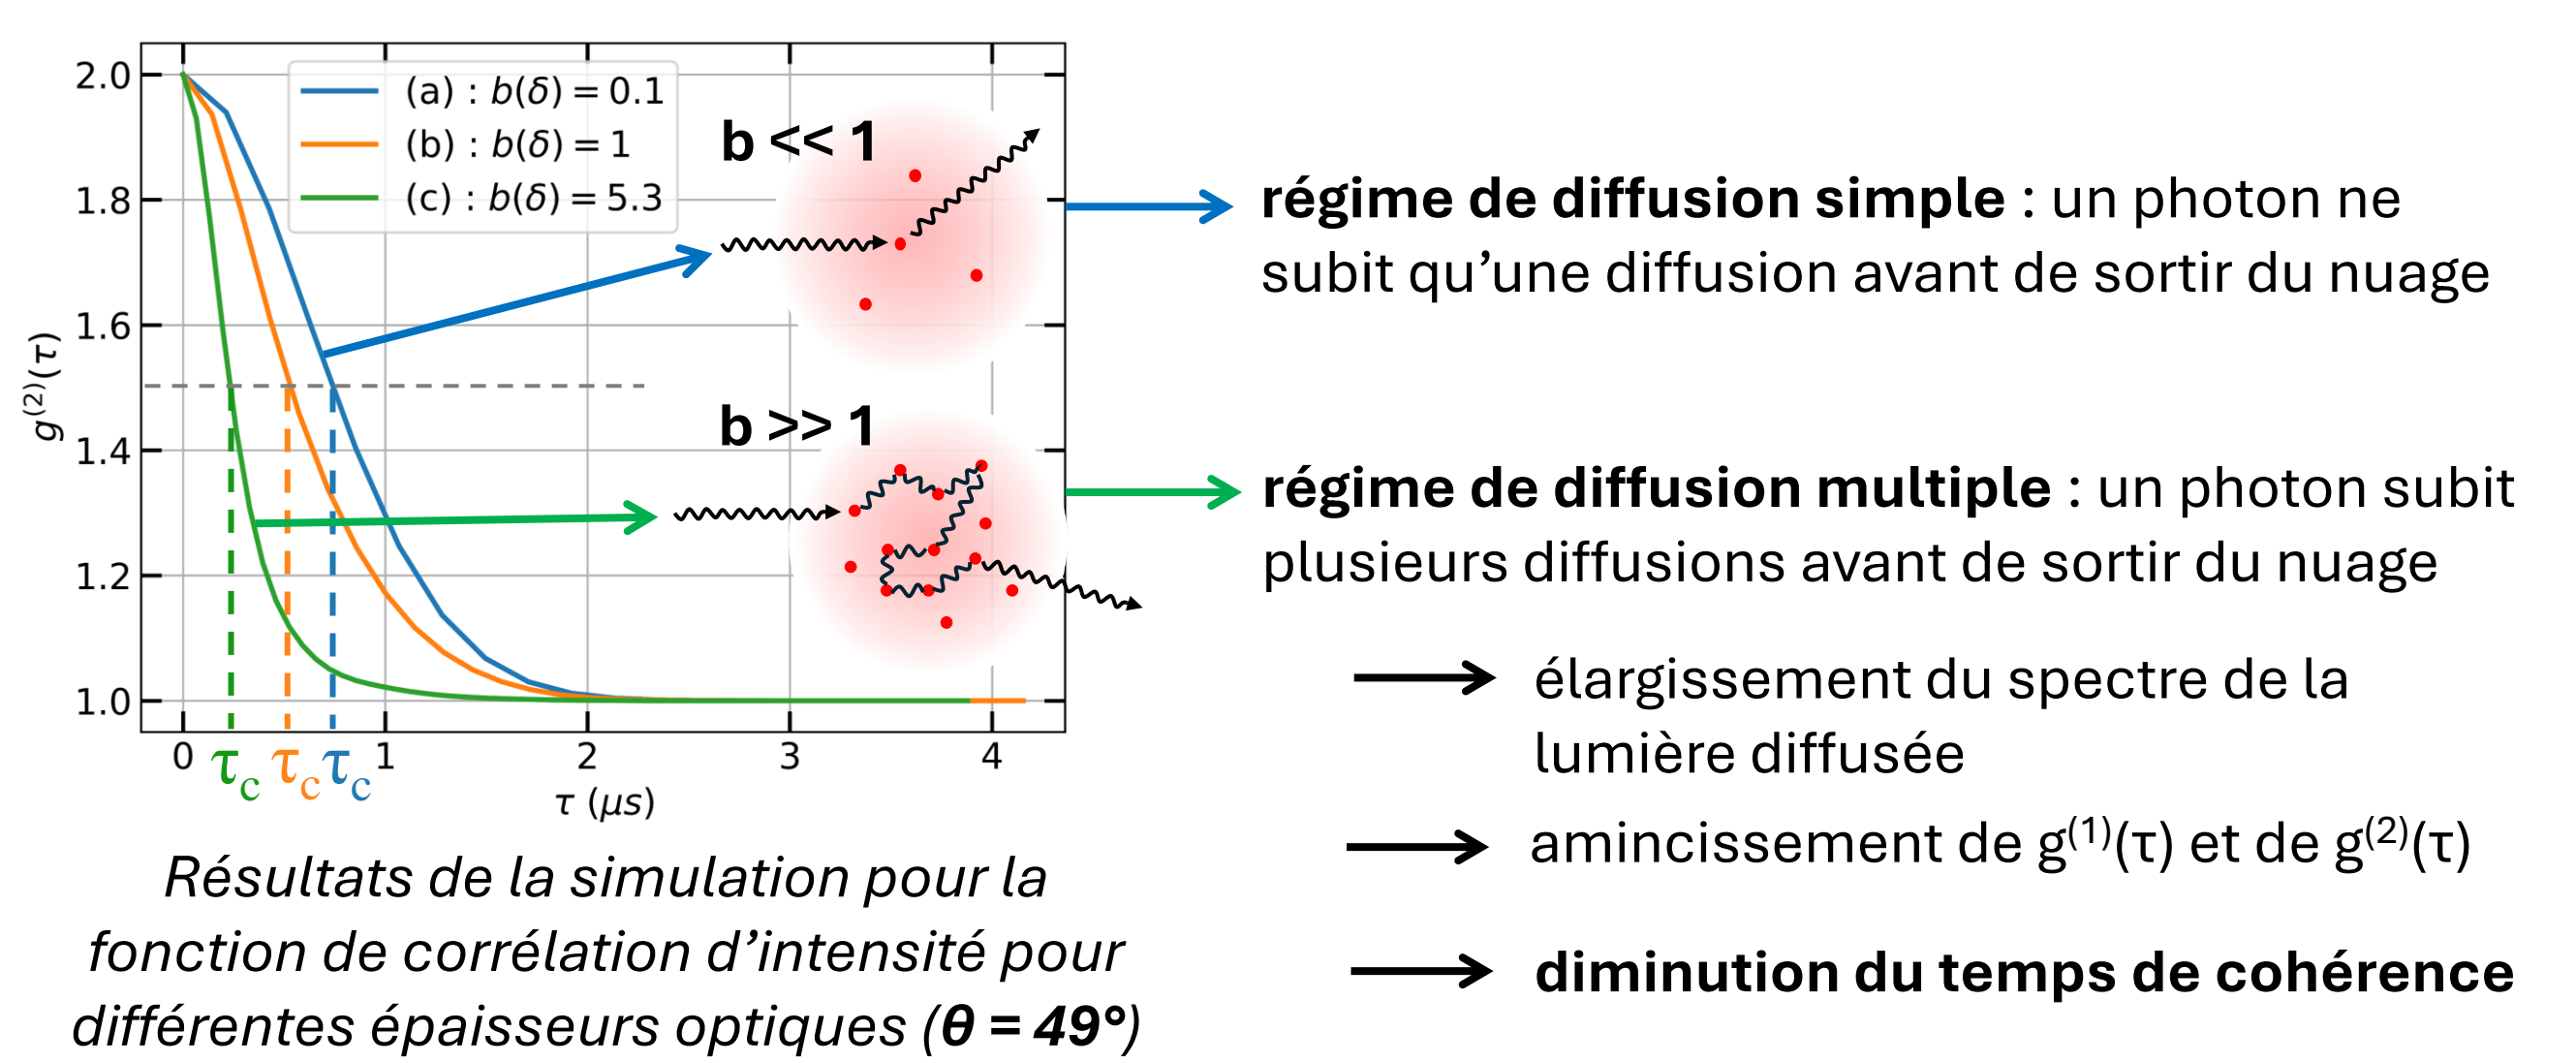 2.0
1.8
1.6
1.4
1.2
1.0
g⁽²⁾(τ)
(a) : b(δ) = 0.1
(b) : b(δ) = 1
(c) : b(δ) = 5.3
b << 1
b >> 1
0 1 2 3 4
τc τc τc
τ (μs)
Résultats de la simulation pour la
fonction de corrélation d’intensité pour
différentes épaisseurs optiques (θ = 49°)
régime de diffusion simple : un photon ne
subit qu’une diffusion avant de sortir du nuage
régime de diffusion multiple : un photon subit
plusieurs diffusions avant de sortir du nuage
élargissement du spectre de la
lumière diffusée
amincissement de g⁽¹⁾(τ) et de g⁽²⁾(τ)
diminution du temps de cohérence